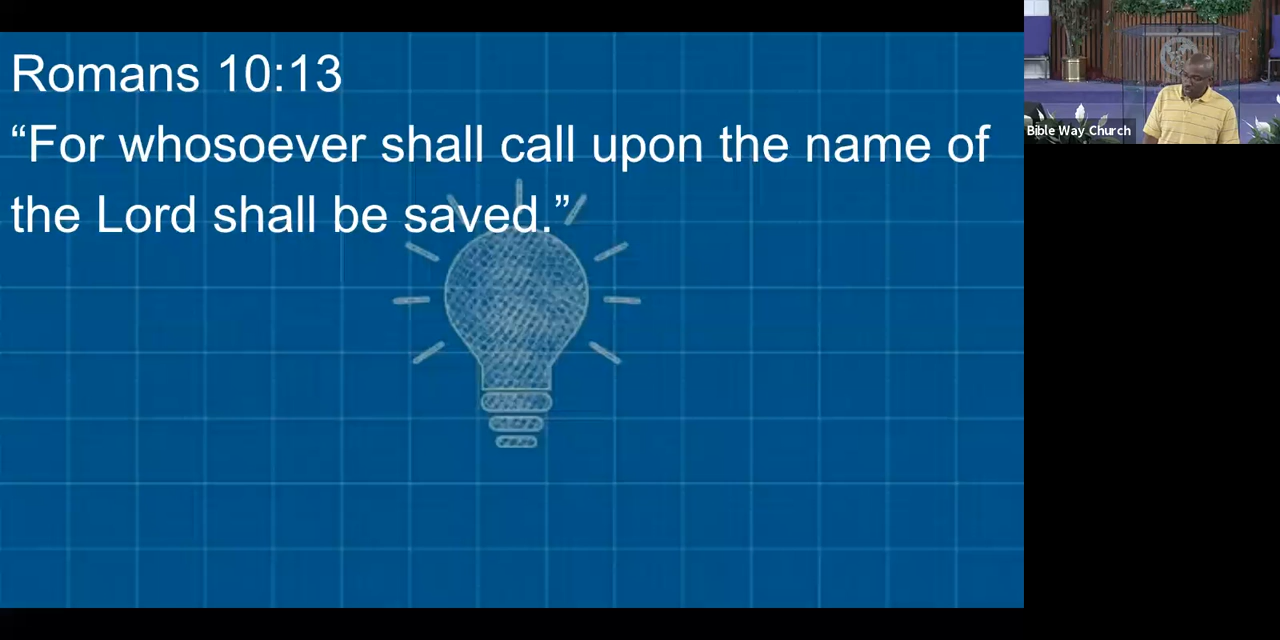 Romans 10:13
“For whosoever shall call upon the name of
the Lord shall be saved.”
Bible Way Church